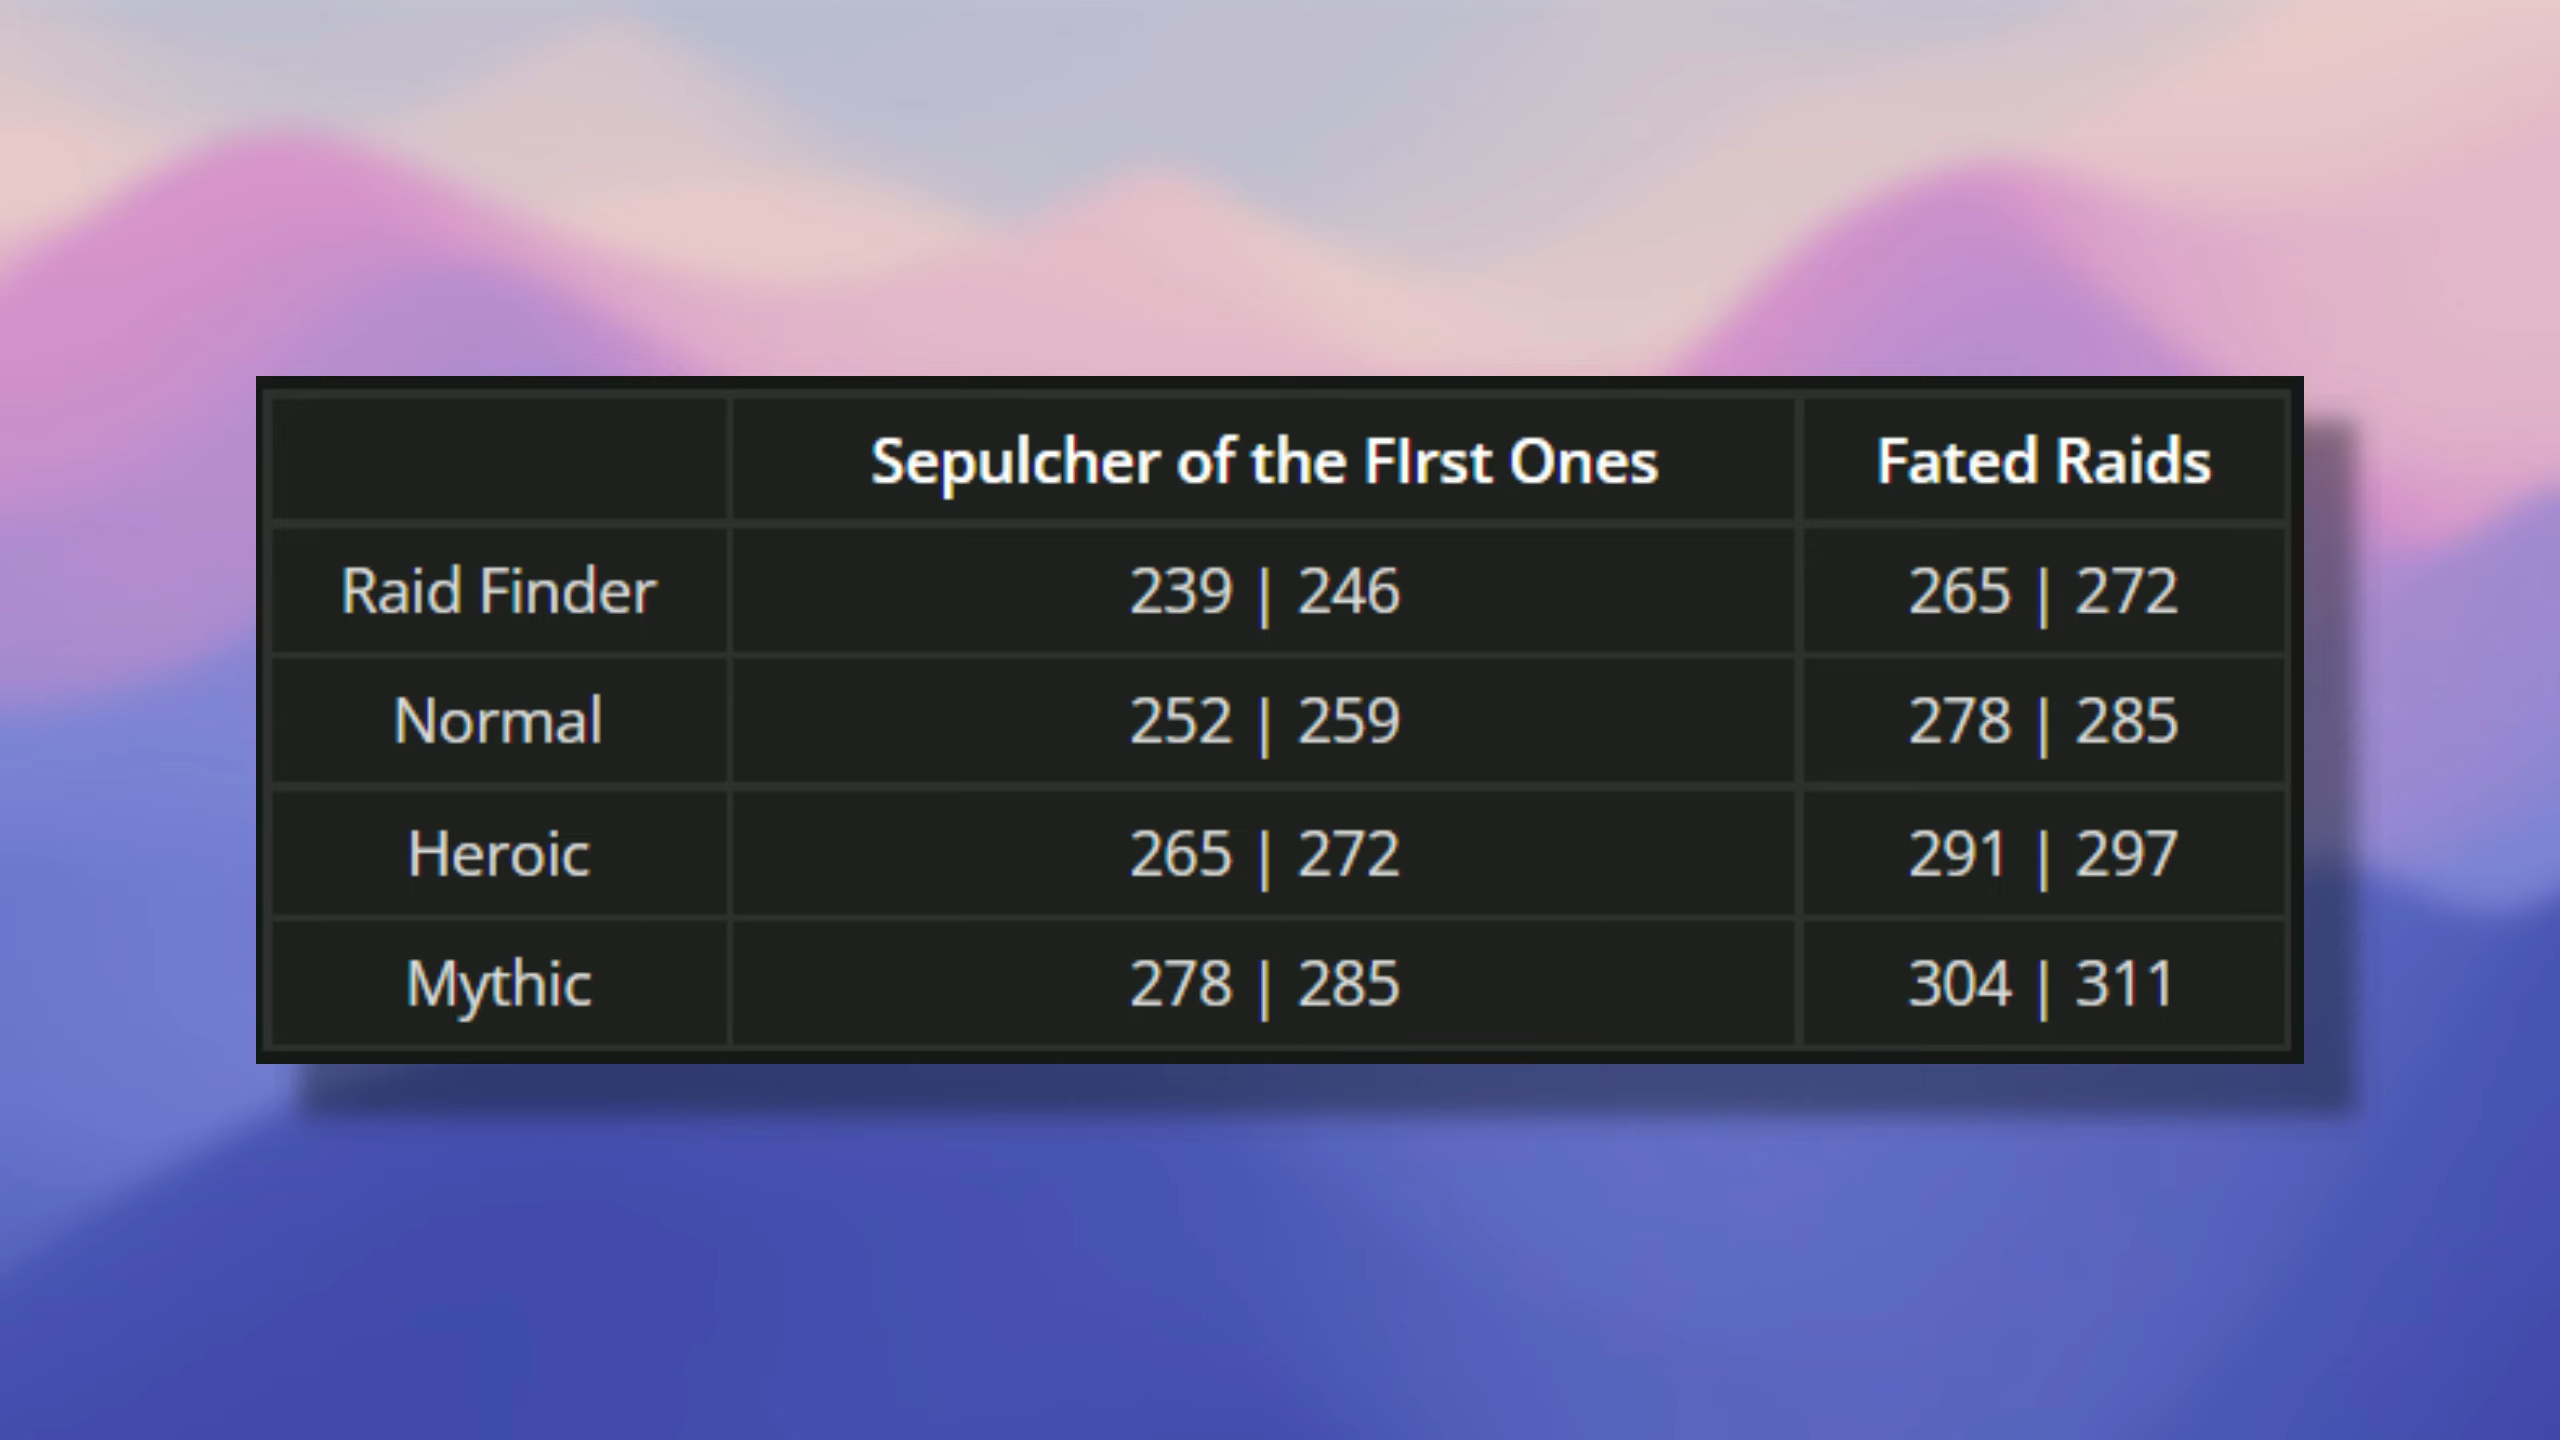 Sepulcher of the FIrst Ones Fated Raids
Raid Finder 239 | 246 265 | 272
Normal 252 | 259 278 | 285
Heroic 265 | 272 291 | 297
Mythic 278 | 285 304 | 311